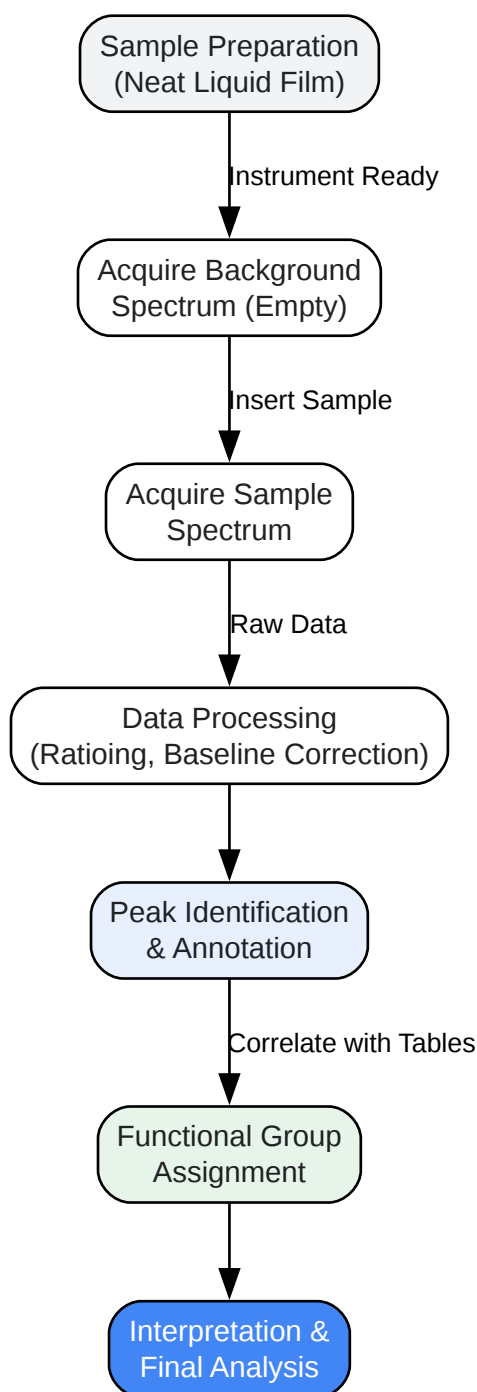 Sample Preparation
(Neat Liquid Film)
Instrument Ready
Acquire Background
Spectrum (Empty)
Insert Sample
Acquire Sample
Spectrum
Raw Data
Data Processing
(Ratioing, Baseline Correction)
Peak Identification
& Annotation
Correlate with Tables
Functional Group
Assignment
Interpretation &
Final Analysis